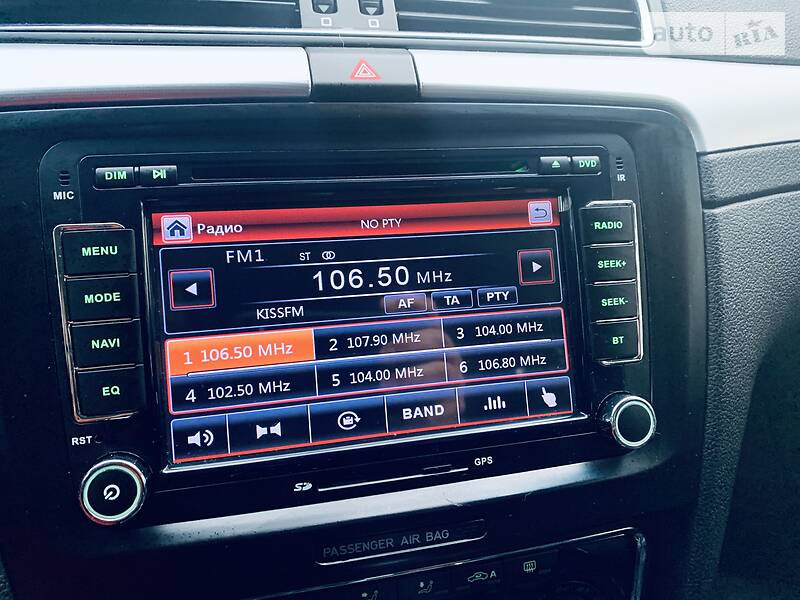 auto RIA
DIM
DVD
MIC
IR
MENU
MODE
NAVI
EQ
RST
Радио
NO PTY
FM1
ST
106.50 MHz
KISSFM
AF
TA
PTY
1 106.50 MHz
2 107.90 MHz
3 104.00 MHz
4 102.50 MHz
5 104.00 MHz
6 106.80 MHz
BAND
RADIO
SEEK+
SEEK-
BT
SD
GPS
PASSENGER AIR BAG
A